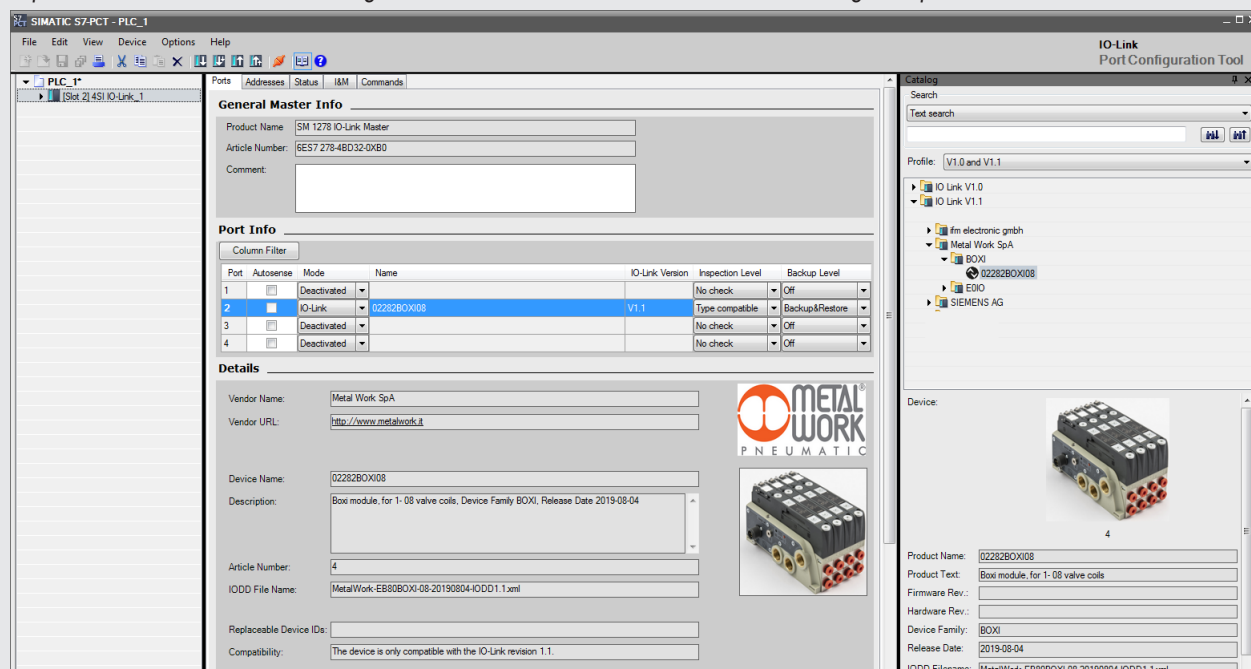 SIMATIC S7-PCT - PLC_1
File Edit View Device Options Help
IO-Link
Port Configuration Tool
PLC_1*
[Slot 2] 4SI IO-Link_1
Ports Addresses Status I&M Commands
General Master Info
Product Name SM 1278 IO-Link Master
Article Number: 6ES7 278-4BD32-0XB0
Comment:
Port Info
Column Filter
Port Autosense Mode Name IO-Link Version Inspection Level Backup Level
1 Deactivated No check Off
2 IO-Link 02282BOXI08 V1.1 Type compatible Backup&Restore
3 Deactivated No check Off
4 Deactivated No check Off
Details
Vendor Name: Metal Work SpA
Vendor URL: http://www.metalwork.it
METAL
WORK
PNEUMATIC
Device Name: 02282BOXI08
Description: Boxi module, for 1- 08 valve coils, Device Family BOXI, Release Date 2019-08-04
Article Number: 4
IODD File Name: MetalWork-EB80BOXI-08-20190804-IODD1.1.xml
Replaceable Device IDs:
Compatibility: The device is only compatible with the IO-Link revision 1.1.
Catalog
Search
Text search
Profile: V1.0 and V1.1
IO Link V1.0
IO Link V1.1
ifm electronic gmbh
Metal Work SpA
BOXI
02282BOXI08
E0IO
SIEMENS AG
Device:
4
Product Name: 02282BOXI08
Product Text: Boxi module, for 1- 08 valve coils
Firmware Rev.:
Hardware Rev.:
Device Family: BOXI
Release Date: 2019-08-04
IODD Filename: MetalWork-EB80BOXI-08-20190804-IODD1.1.xml